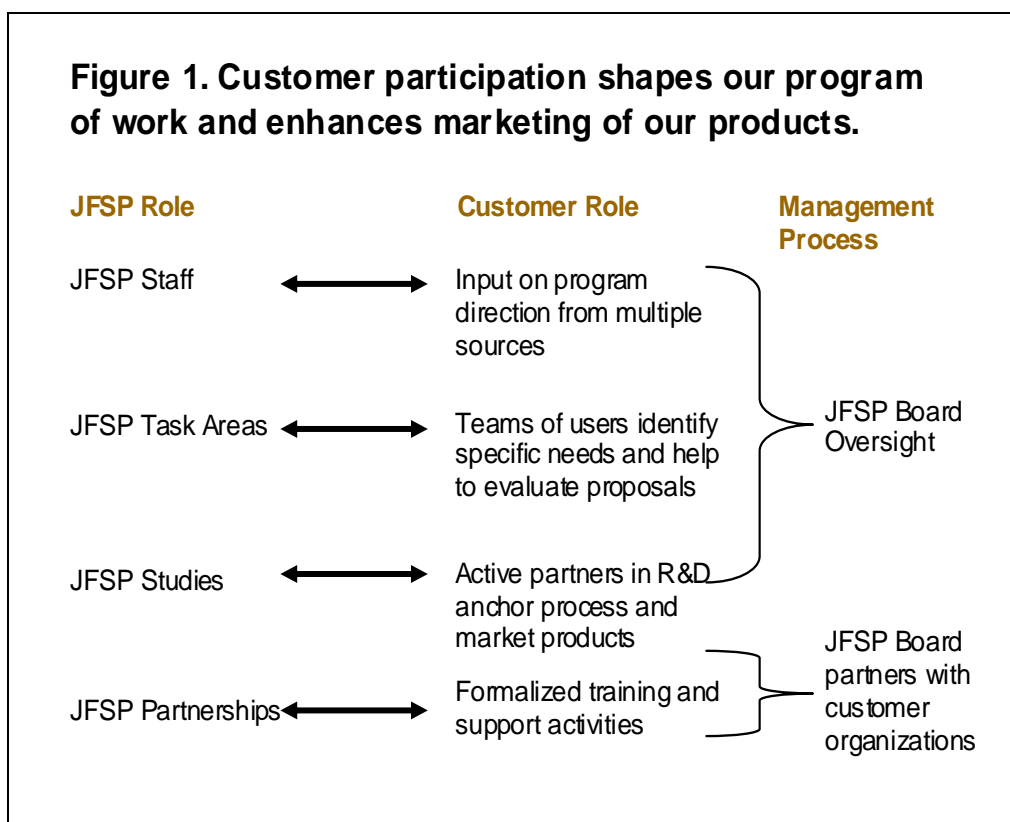 Figure 1. Customer participation shapes our program
of work and enhances marketing of our products.
JFSP Role
Customer Role
Management
Process
JFSP Staff
Input on program
direction from multiple
sources
JFSP Task Areas
Teams of users identify
specific needs and help
to evaluate proposals
JFSP Board
Oversight
JFSP Studies
Active partners in R&D
anchor process and
market products
JFSP Partnerships
Formalized training and
support activities
JFSP Board
partners with
customer
organizations